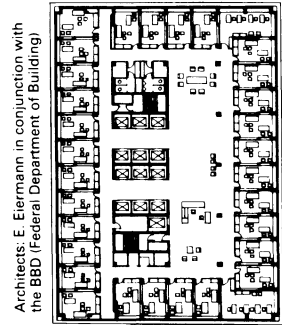 Architects: E. Eiermann in conjunction with
the BBD (Federal Department of Building)